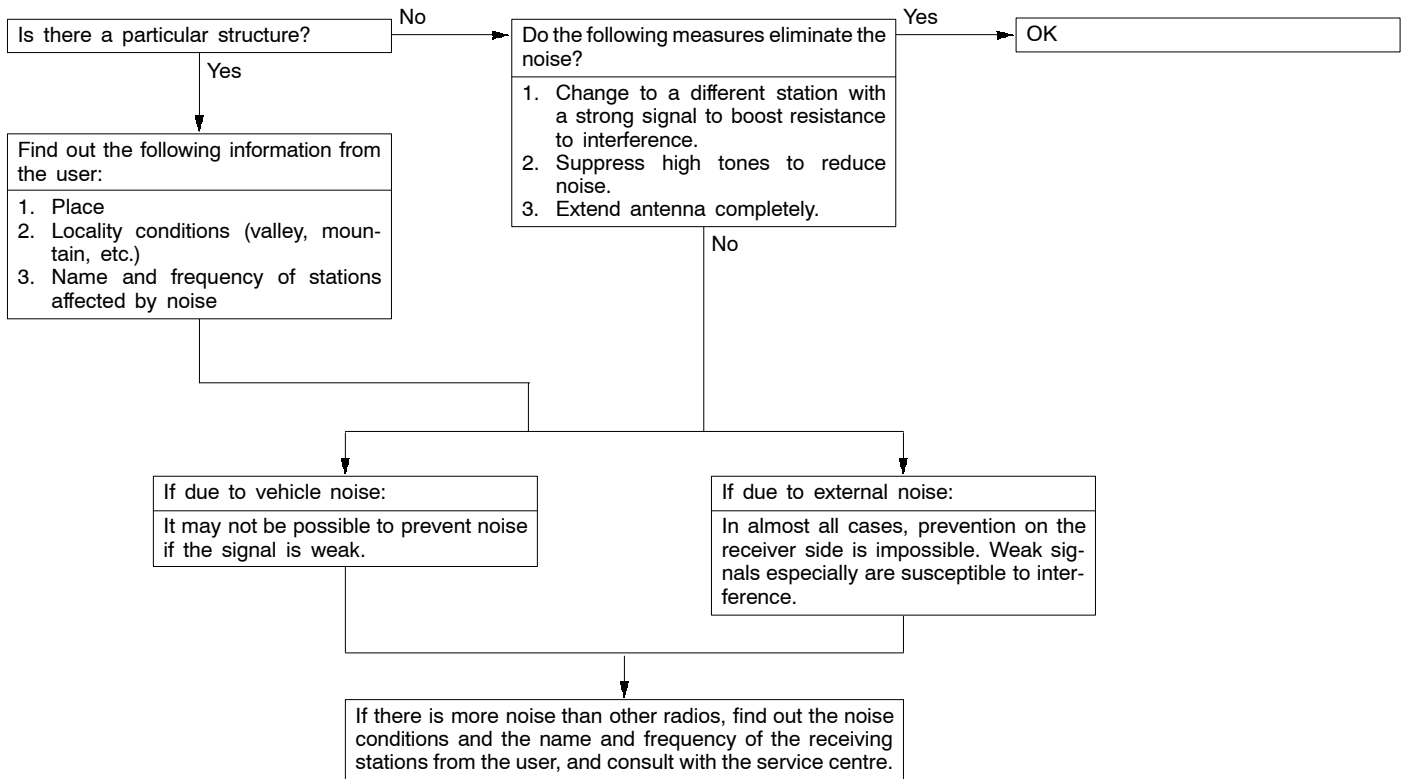 Is there a particular structure?
No
Yes
Do the following measures eliminate the
noise?
1. Change to a different station with
a strong signal to boost resistance
to interference.
2. Suppress high tones to reduce
noise.
3. Extend antenna completely.
Yes
OK
No
Find out the following information from
the user:
1. Place
2. Locality conditions (valley, moun-
tain, etc.)
3. Name and frequency of stations
affected by noise
If due to vehicle noise:
It may not be possible to prevent noise
if the signal is weak.
If due to external noise:
In almost all cases, prevention on the
receiver side is impossible. Weak sig-
nals especially are susceptible to inter-
ference.
If there is more noise than other radios, find out the noise
conditions and the name and frequency of the receiving
stations from the user, and consult with the service centre.